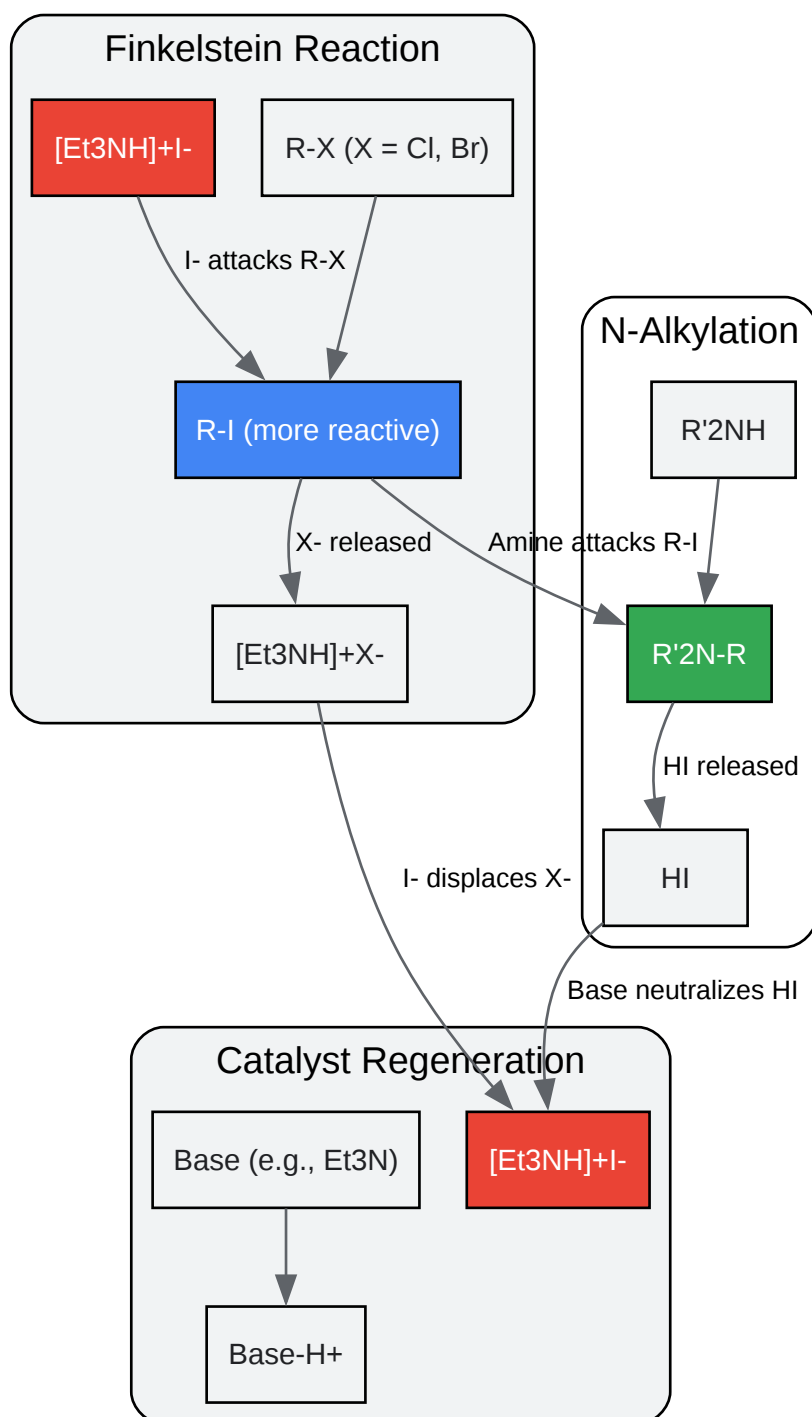 Finkelstein Reaction
[Et3NH]+I-
R-X (X = Cl, Br)
I- attacks R-X
R-I (more reactive)
X- released
[Et3NH]+X-
N-Alkylation
R'2NH
Amine attacks R-I
R'2N-R
HI released
HI
I- displaces X-
Base neutralizes HI
Catalyst Regeneration
Base (e.g., Et3N)
[Et3NH]+I-
Base-H+